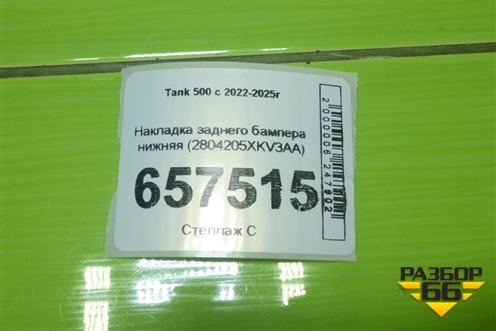 Tank 500 с 2022-2025г
Накладка заднего бампера
нижняя (2804205XKV3AA)
657515
Стеллаж С
2000006247902
РАЗБОР
66